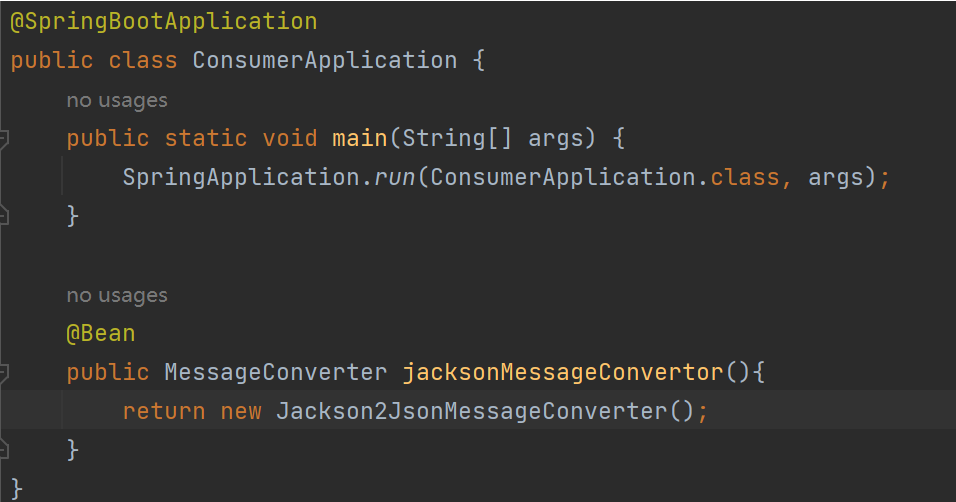 @SpringBootApplication
public class ConsumerApplication {
no usages
public static void main(String[] args) {
SpringApplication.run(ConsumerApplication.class, args);
}
no usages
@Bean
public MessageConverter jacksonMessageConvertor(){
return new Jackson2JsonMessageConverter();
}
}